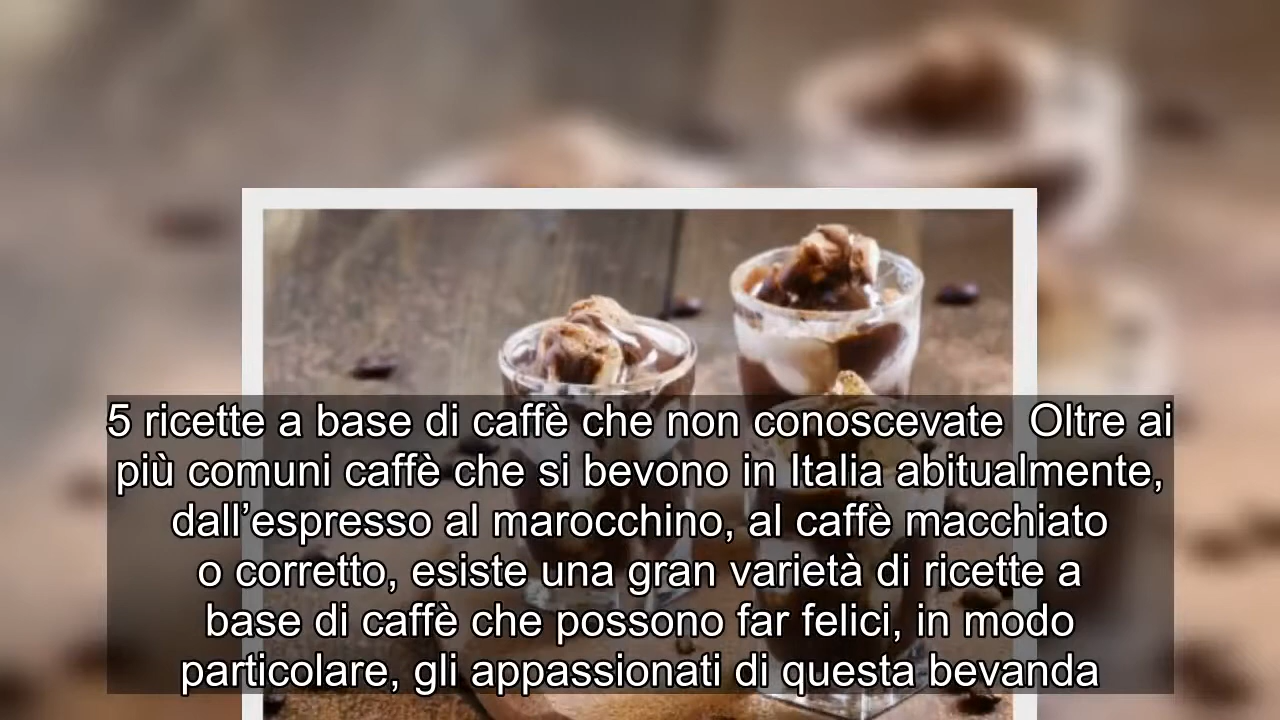 5 ricette a base di caffè che non conoscevate  Oltre ai
più comuni caffè che si bevono in Italia abitualmente,
dall’espresso al marocchino, al caffè macchiato
o corretto, esiste una gran varietà di ricette a
base di caffè che possono far felici, in modo
particolare, gli appassionati di questa bevanda